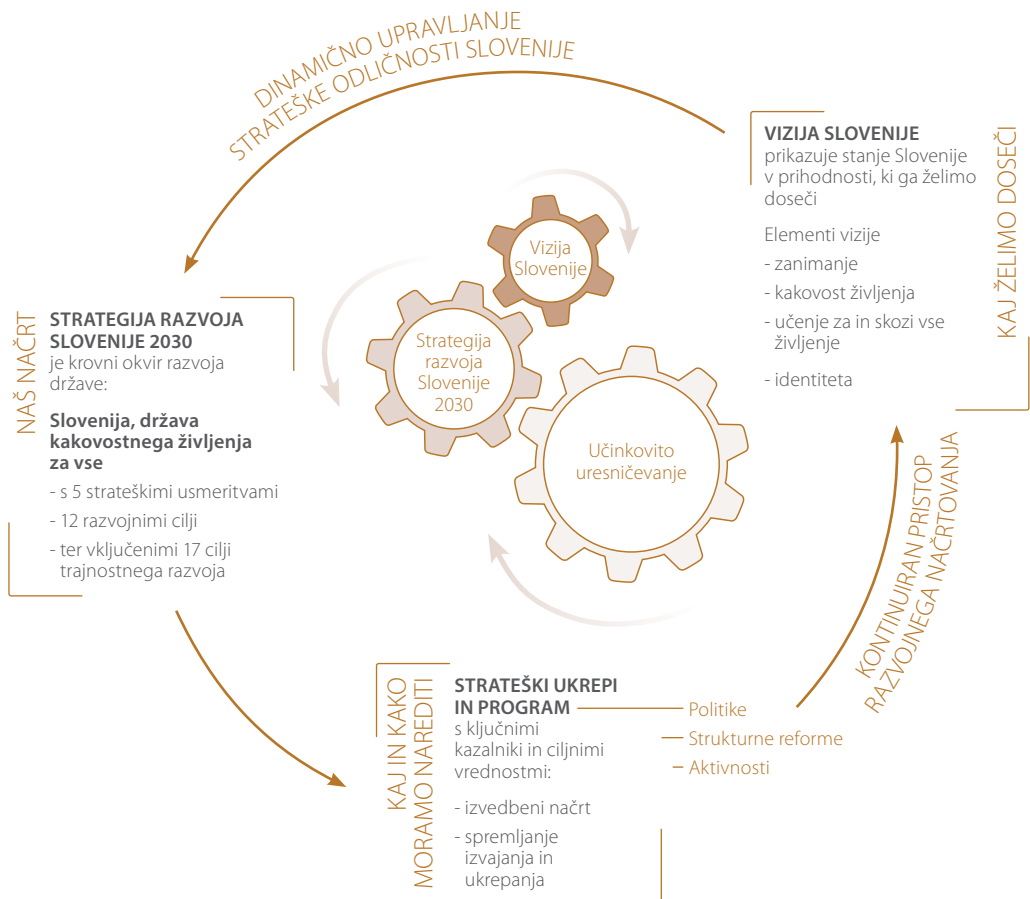 DINAMIČNO UPRAVLJANJE
STRATEŠKE ODLIČNOSTI SLOVENIJE
VIZIJA SLOVENIJE
prikazuje stanje Slovenije
v prihodnosti, ki ga želimo
doseči
Elementi vizije
- zanimanje
- kakovost življenja
- učenje za in skozi vse
življenje
- identiteta
KAJ ŽELIMO DOSEČI
Vizija
Slovenije
Strategija
razvoja
Slovenije
2030
Učinkovito
uresničevanje
NAŠ NAČRT
STRATEGIJA RAZVOJA
SLOVENIJE 2030
je krovni okvir razvoja
države:
Slovenija, država
kakovostnega življenja
za vse
- s 5 strateškimi usmeritvami
- 12 razvojnimi cilji
- ter vključenimi 17 cilji
trajnostnega razvoja
KONTINUIRAN PRISTOP
RAZVOJNEGA NAČRTOVANJA
KAJ IN KAKO
MORAMO NAREDITI
STRATEŠKI UKREPI
IN PROGRAM
s ključnimi
kazalniki in ciljnimi
vrednostmi:
- izvedbeni načrt
- spremljanje
izvajanja in
ukrepanja
Politike
Strukturne reforme
Aktivnosti